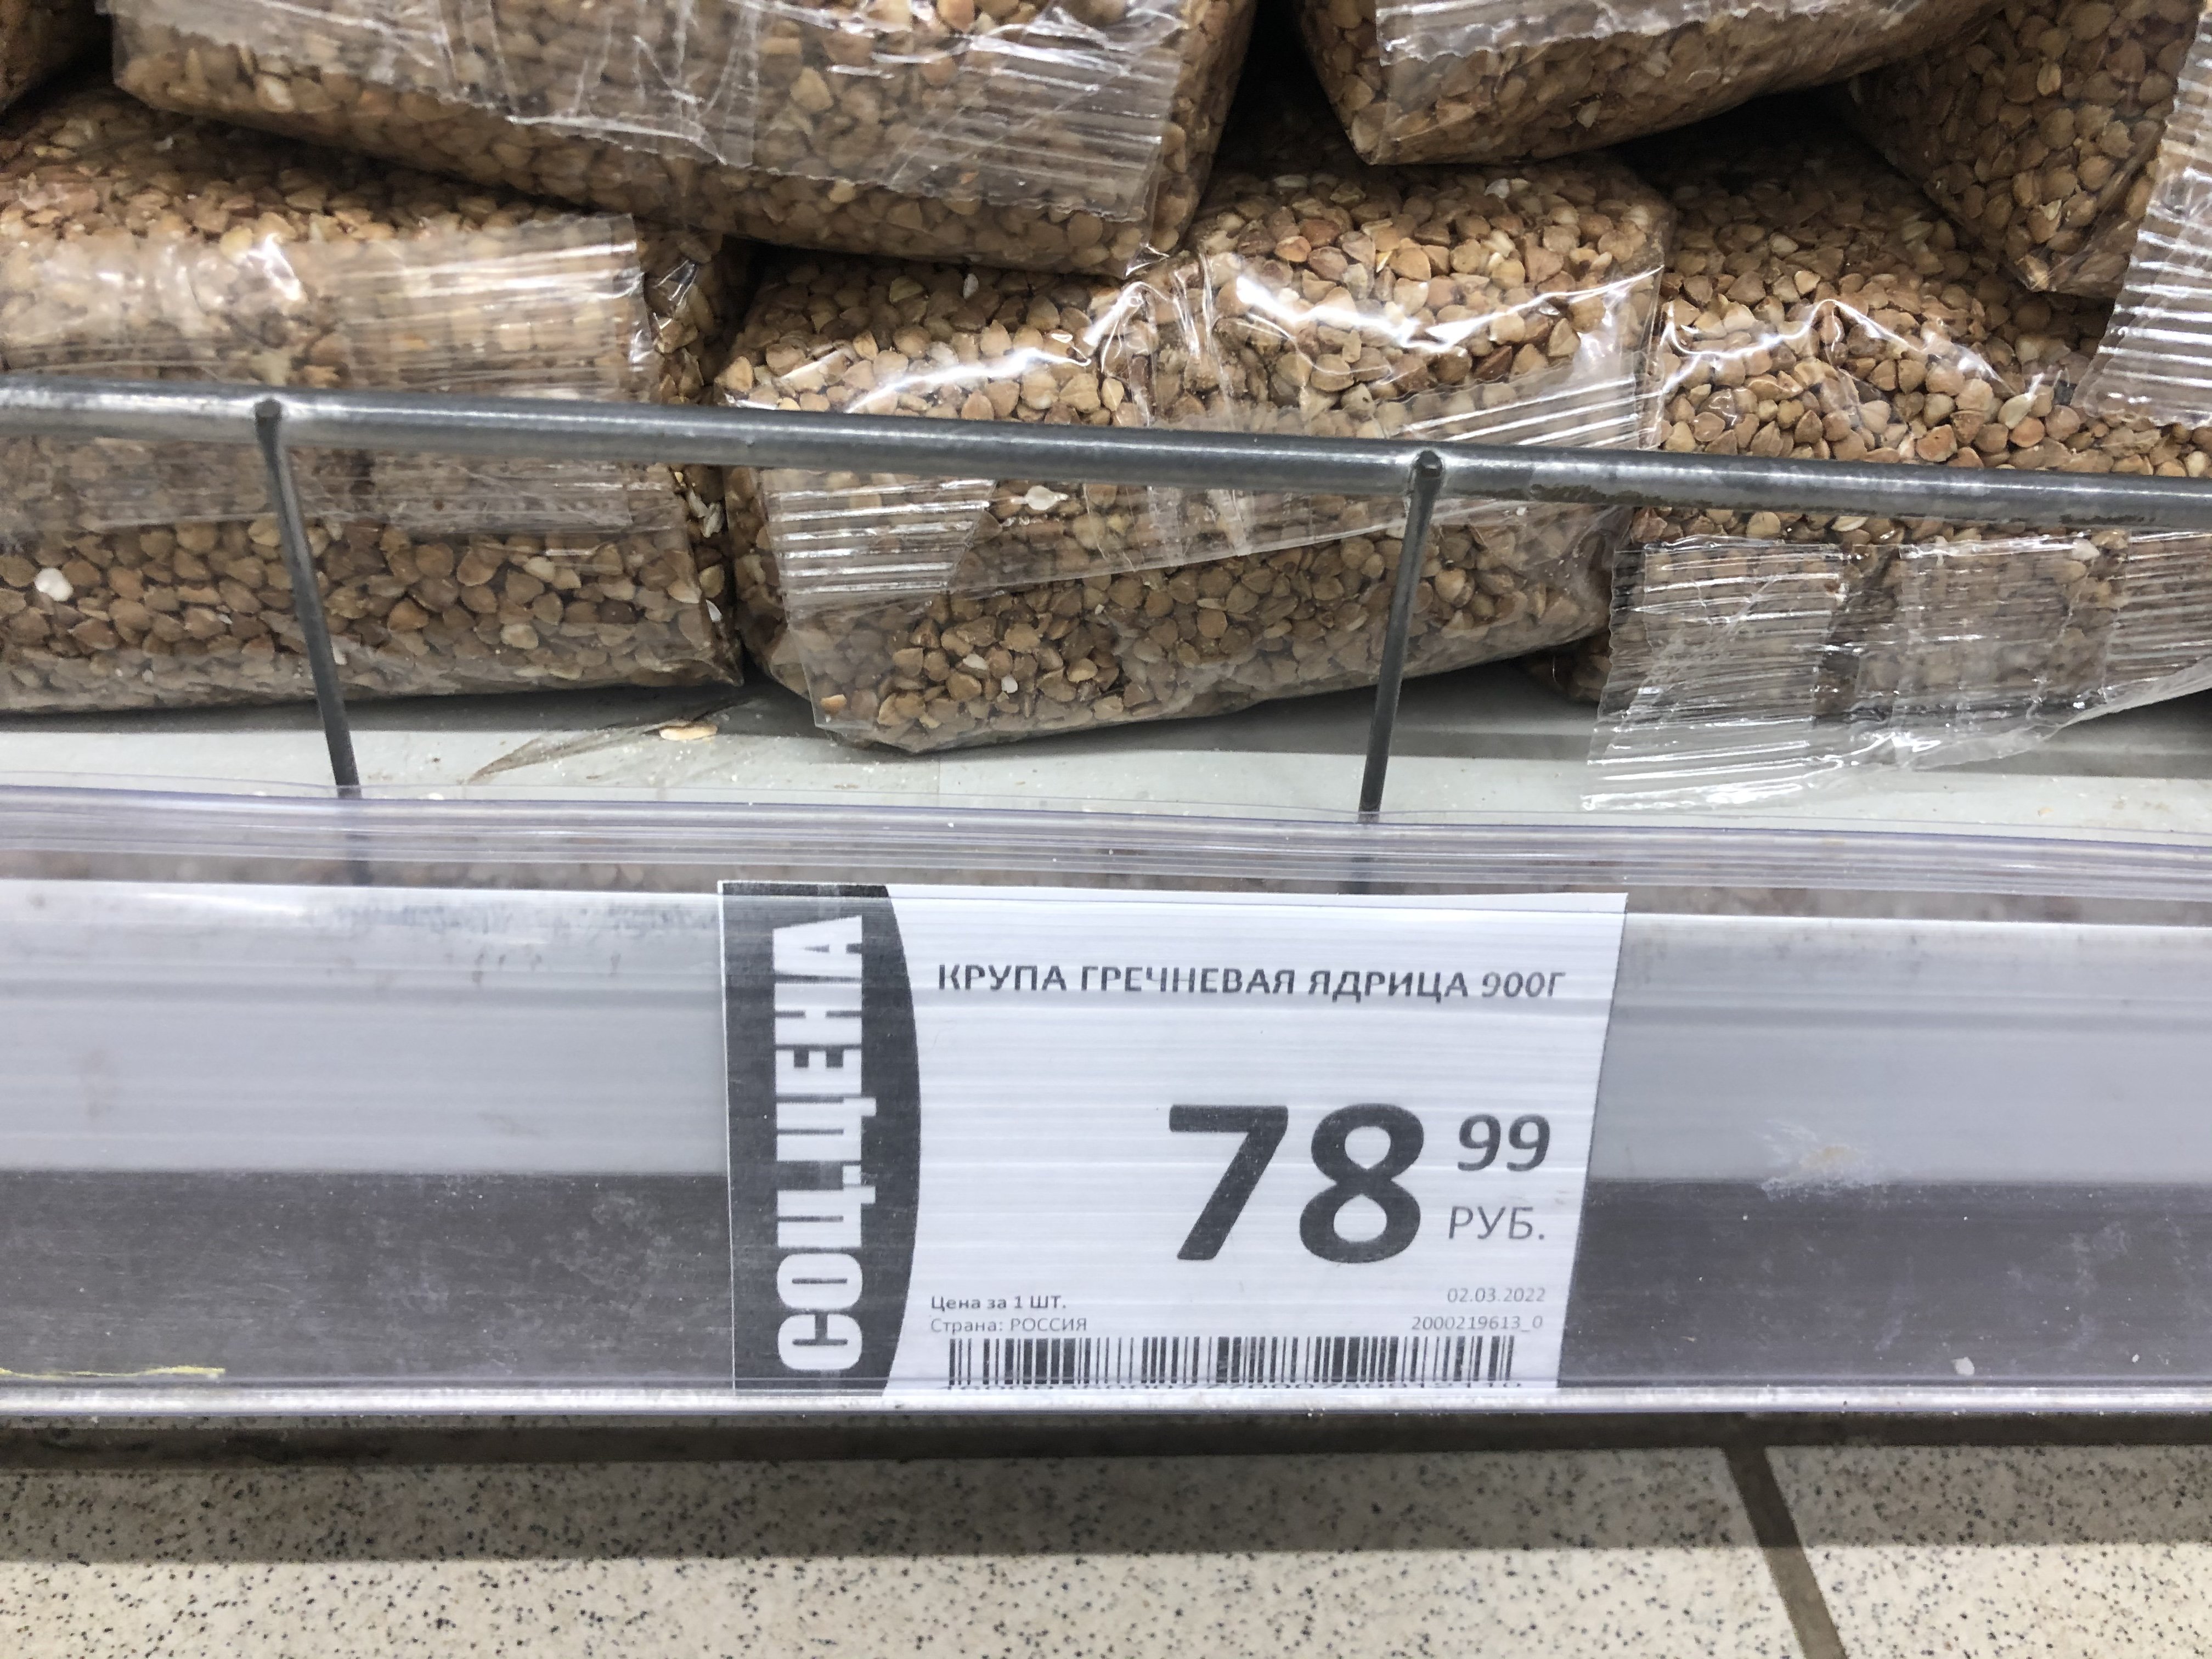 СОЦЦЕНА
КРУПА ГРЕЧНЕВАЯ ЯДРИЦА 900Г
78 99
РУБ.
Цена за 1 ШТ.
02.03.2022
Страна: РОССИЯ
2000219613_0